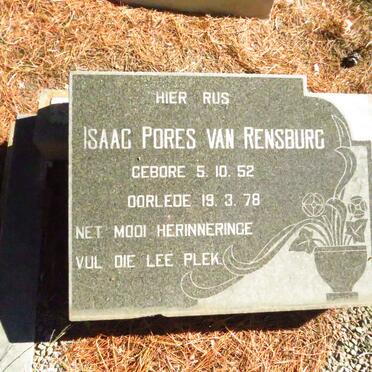 HIER RUS
ISAAC PORES VAN RENSBURG
GEBORE 5.10.52
OORLEDE 19.3.78
NET MOOI HERINNERINGE
VUL DIE LEE PLEK.